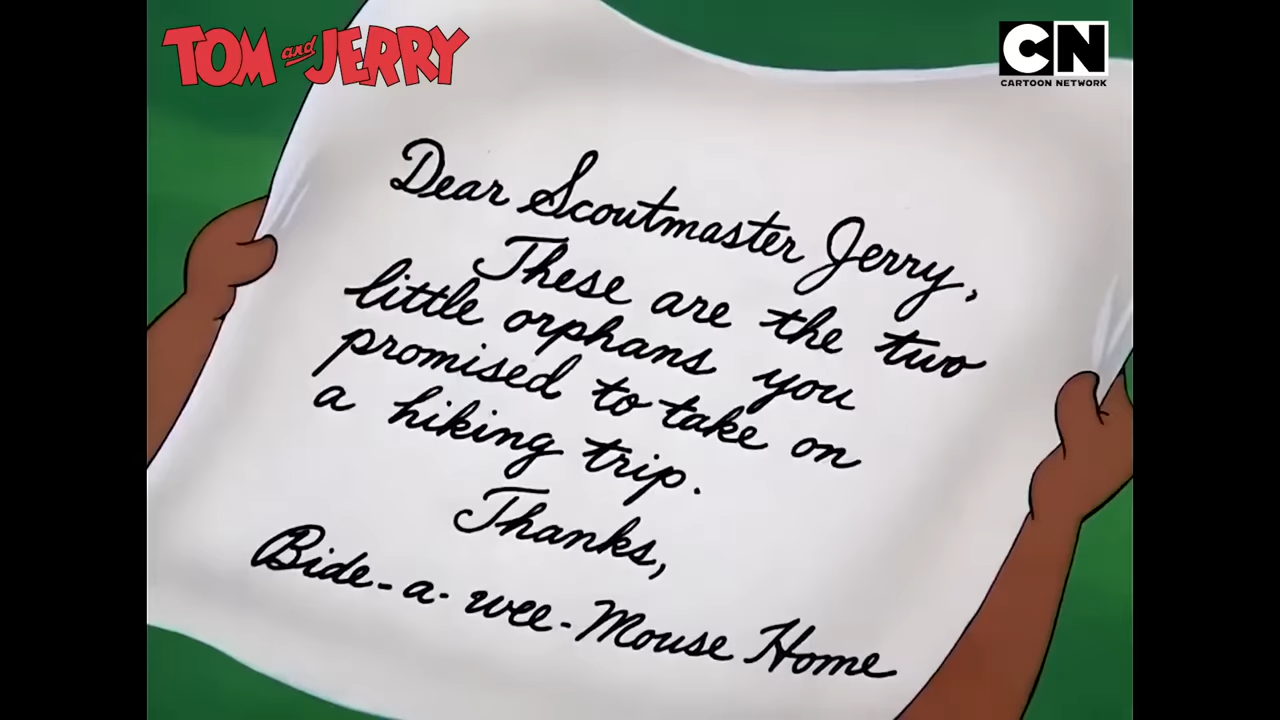 TOM and JERRY
CN
CARTOON NETWORK
Dear Scoutmaster Jerry,
These are the two
little orphans you
promised to take on
a hiking trip.
Thanks,
Bide-a-wee-Mouse Home